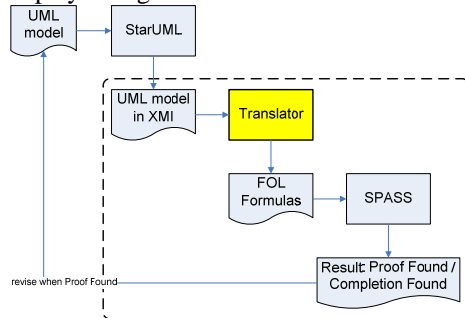 UML
model
StarUML
UML model
in XMI
Translator
FOL
Formulas
SPASS
Result: Proof Found /
Completion Found
revise when Proof Found